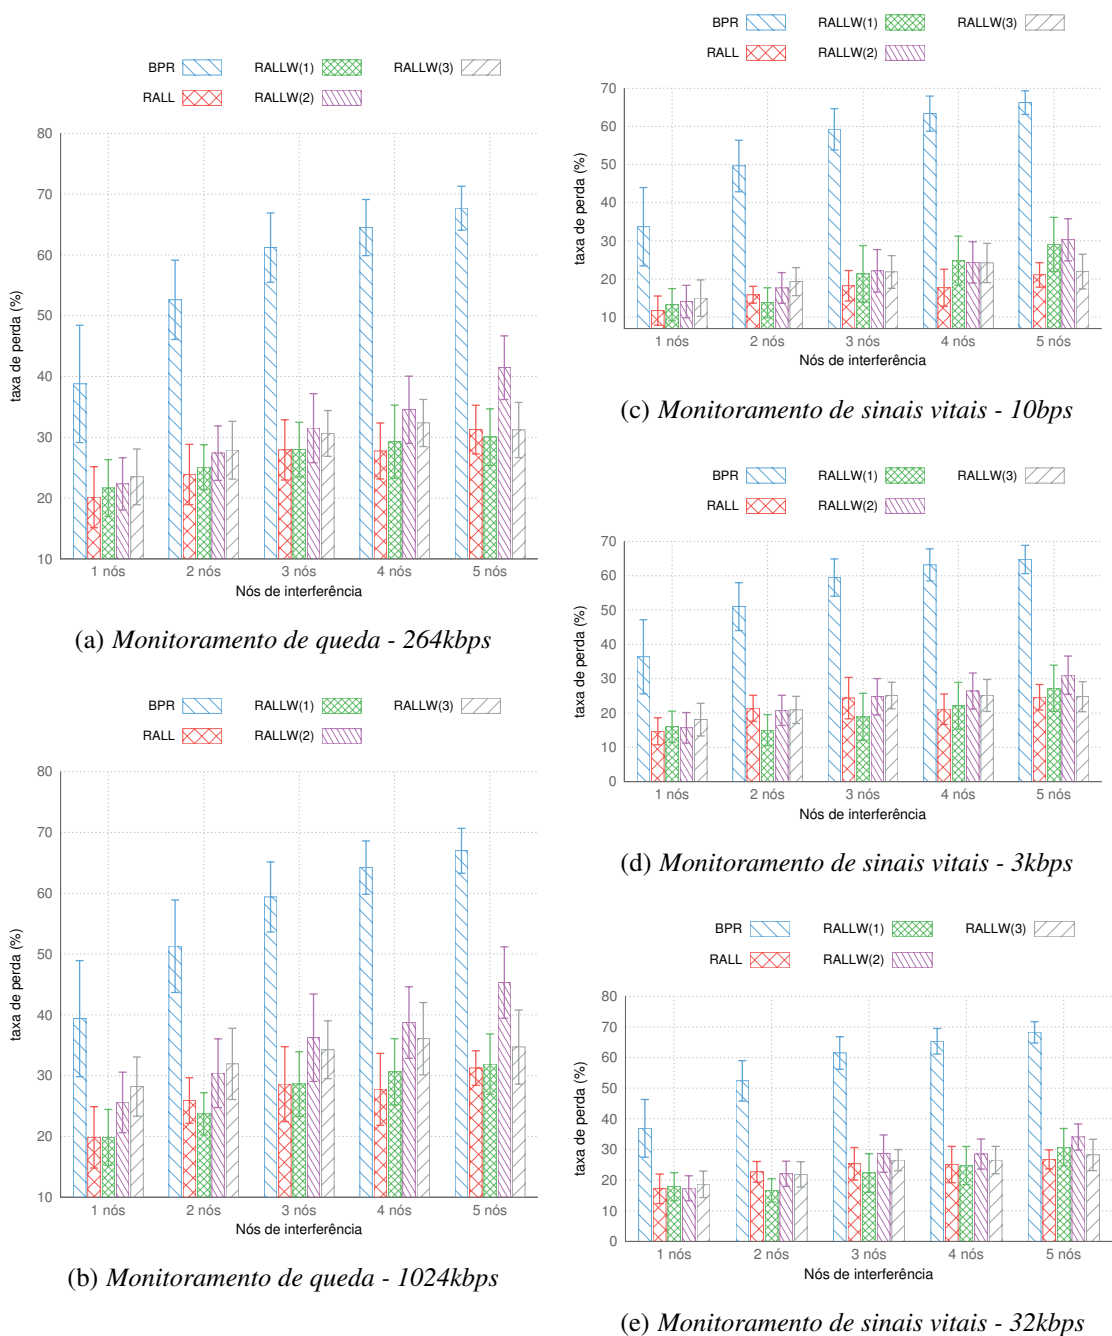 BPR RALLW(1) RALLW(3)
RALL RALLW(2)
80
70
60
50
40
30
20
10
taxa de perda (%)
1 nós 2 nós 3 nós 4 nós 5 nós
Nós de interferência
(a) Monitoramento de queda - 264kbps
BPR RALLW(1) RALLW(3)
RALL RALLW(2)
80
70
60
50
40
30
20
10
taxa de perda (%)
1 nós 2 nós 3 nós 4 nós 5 nós
Nós de interferência
(b) Monitoramento de queda - 1024kbps
BPR RALLW(1) RALLW(3)
RALL RALLW(2)
70
60
50
40
30
20
10
taxa de perda (%)
1 nós 2 nós 3 nós 4 nós 5 nós
Nós de interferência
(c) Monitoramento de sinais vitais - 10bps
BPR RALLW(1) RALLW(3)
RALL RALLW(2)
70
60
50
40
30
20
10
0
taxa de perda (%)
1 nós 2 nós 3 nós 4 nós 5 nós
Nós de interferência
(d) Monitoramento de sinais vitais - 3kbps
BPR RALLW(1) RALLW(3)
RALL RALLW(2)
80
70
60
50
40
30
20
10
0
taxa de perda (%)
1 nós 2 nós 3 nós 4 nós 5 nós
Nós de interferência
(e) Monitoramento de sinais vitais - 32kbps